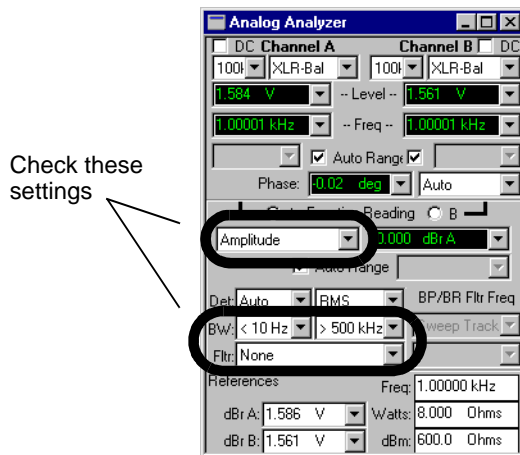 Analog Analyzer
DC Channel A Channel B DC
XLR-Bal XLR-Bal
1.584 V -- Level -- 1.561 V
1.00001 kHz -- Freq -- 1.00001 kHz
Auto Range
Phase: -0.02 deg Auto
Check these
settings
Reading B
Amplitude 0.000 dBr A
Auto Range
Det: Auto RMS BP/BR Fltr Freq
BW: < 10 Hz > 500 kHz Sweep Track
Fltr: None
References Freq: 1.00000 kHz
dBr A: 1.586 V Watts: 8.000 Ohms
dBr B: 1.561 V dBm: 600.0 Ohms